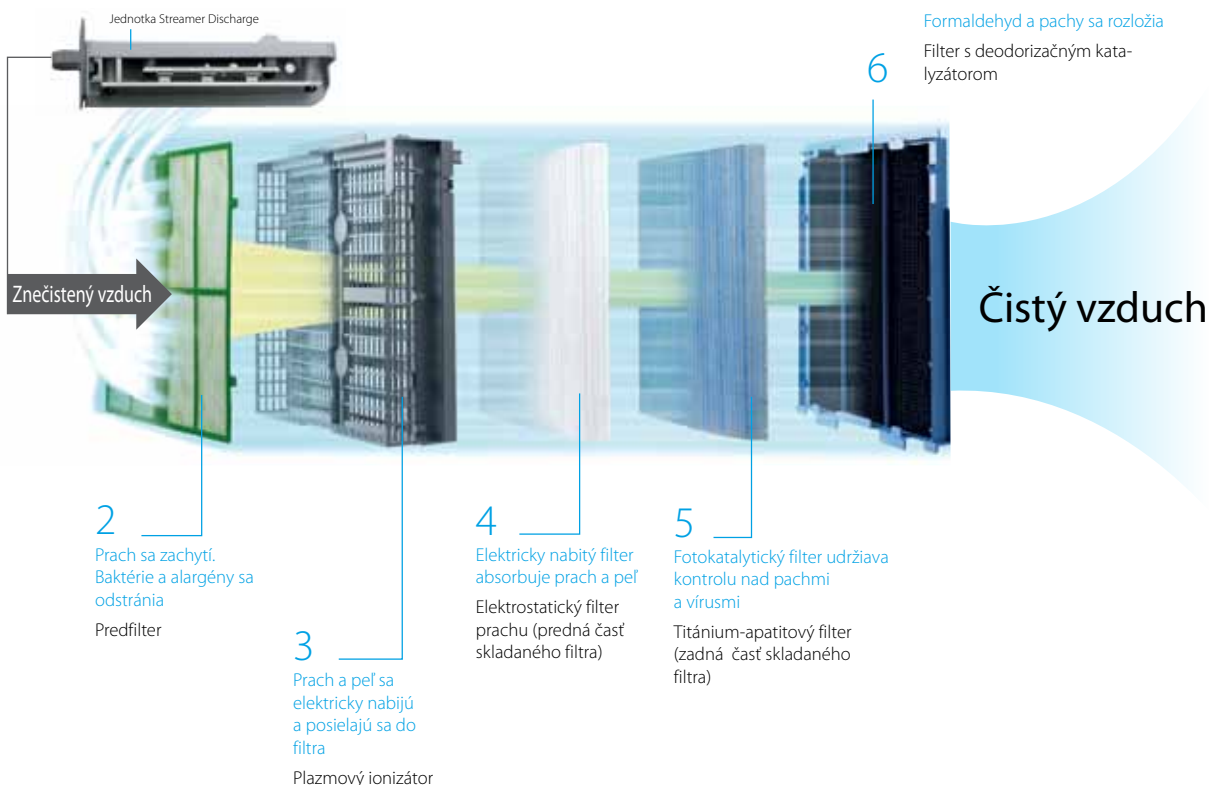 Jednotka Streamer Discharge
Formaldehyd a pachy sa rozložia
6
Filter s deodorizačným kata-
lyzátorom
Znečistený vzduch
Čistý vzduch
2
Prach sa zachytí.
Baktérie a alargény sa
odstránia
Predfilter
3
Prach a peľ sa
elektricky nabijú
a posielajú sa do
filtra
Plazmový ionizátor
4
Elektricky nabitý filter
absorbuje prach a peľ
Elektrostatický filter
prachu (predná časť
skladaného filtra)
5
Fotokatalytický filter udržiava
kontrolu nad pachmi
a vírusmi
Titánium-apatitový filter
(zadná časť skladaného
filtra)